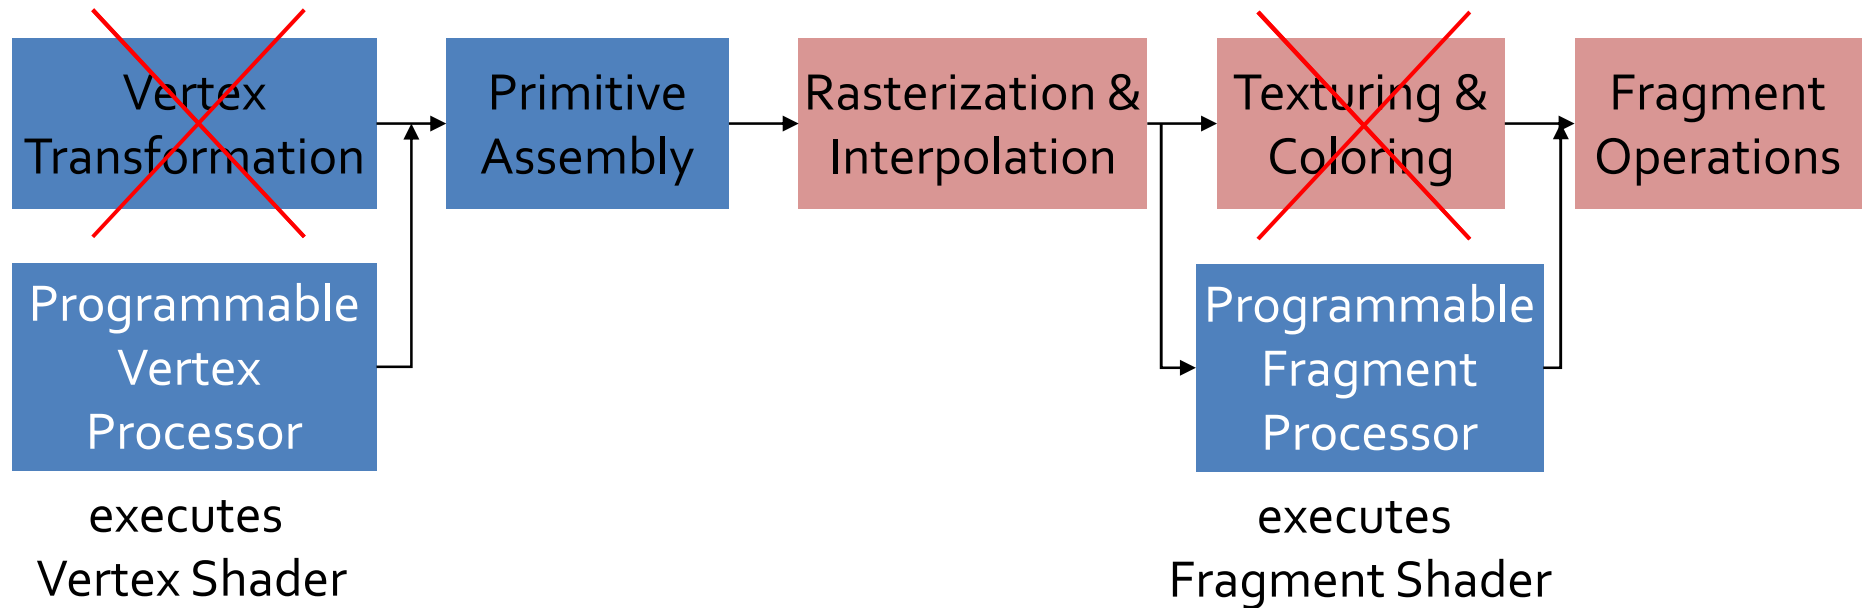 Vertex
Transformation
Primitive
Assembly
Rasterization &
Interpolation
Texturing &
Coloring
Fragment
Operations
Programmable
Vertex
Processor
executes
Vertex Shader
Programmable
Fragment
Processor
executes
Fragment Shader